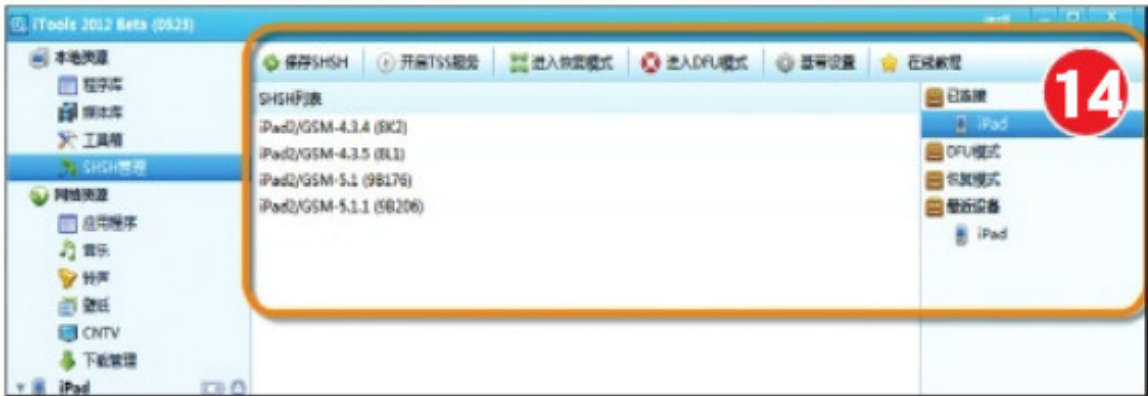 iTools 2012 Beta (0523)
本地资源
程序库
媒体库
工具箱
SHSH管理
网络资源
应用程序
音乐
铃声
壁纸
CNTV
下载管理
iPad
保存SHSH
开启TSS服务
进入恢复模式
进入DFU模式
基带设置
在线教程
SHSH列表
iPad2/GSM-4.3.4 (8K2)
iPad2/GSM-4.3.5 (8L1)
iPad2/GSM-5.1 (9B176)
iPad2/GSM-5.1.1 (9B206)
已连接
iPad
DFU模式
恢复模式
最近设备
iPad
14